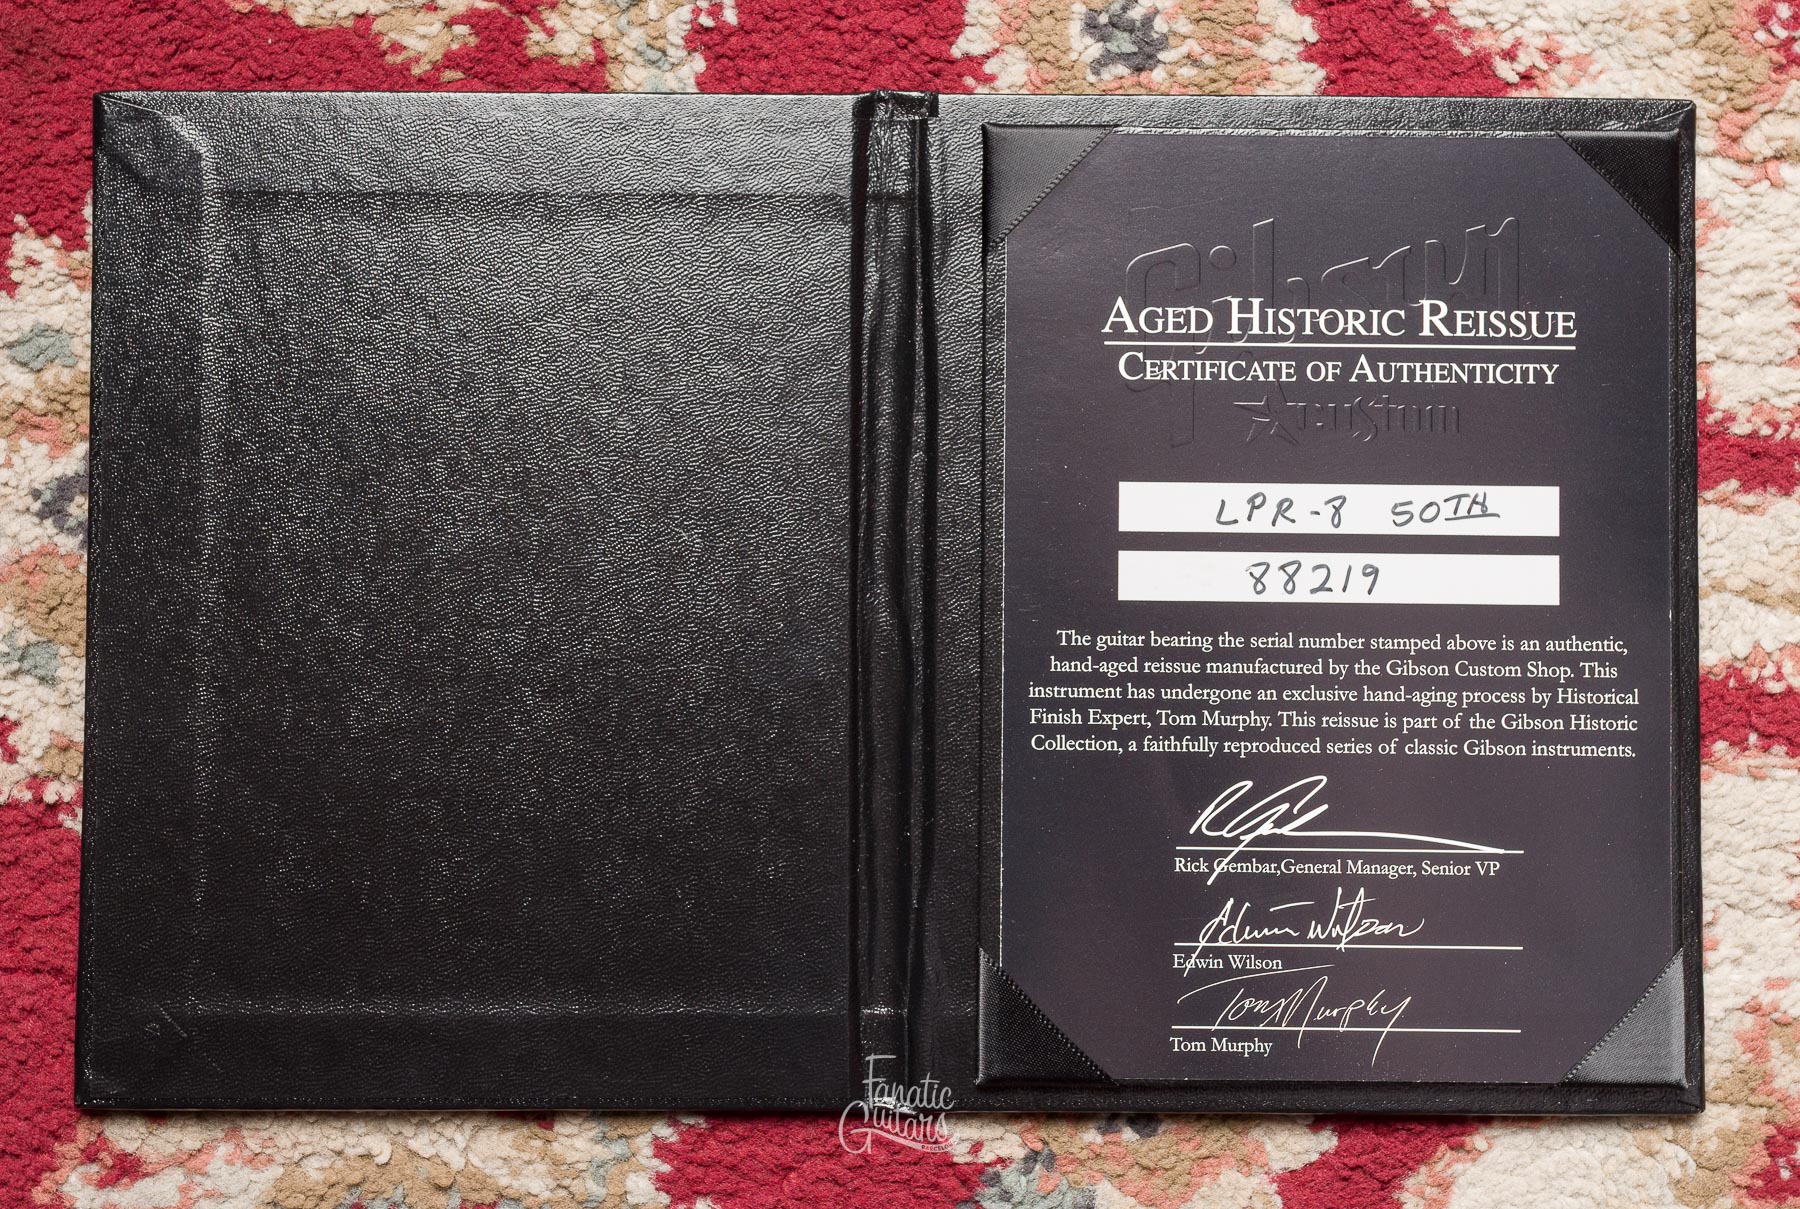 Gibson
AGED HISTORIC REISSUE
CERTIFICATE OF AUTHENTICITY
custom
LPR-8 50TH
88219
The guitar bearing the serial number stamped above is an authentic,
hand-aged reissue manufactured by the Gibson Custom Shop. This
instrument has undergone an exclusive hand-aging process by Historical
Finish Expert, Tom Murphy. This reissue is part of the Gibson Historic
Collection, a faithfully reproduced series of classic Gibson instruments.
Rick Gembar,General Manager, Senior VP
Edwin Wilson
Edwin Wilson
Tom Murphy
Tom Murphy
Fanatic
Guitars
BARCELONA